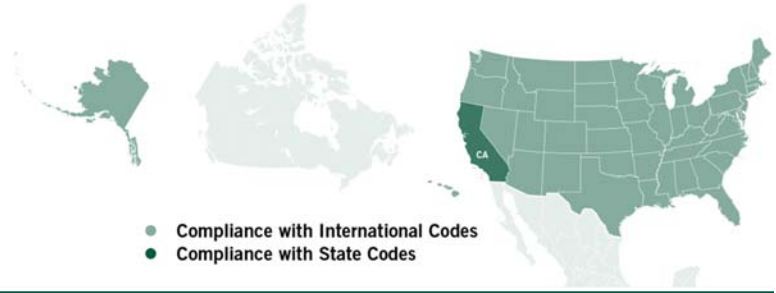 CA
Compliance with International Codes
Compliance with State Codes